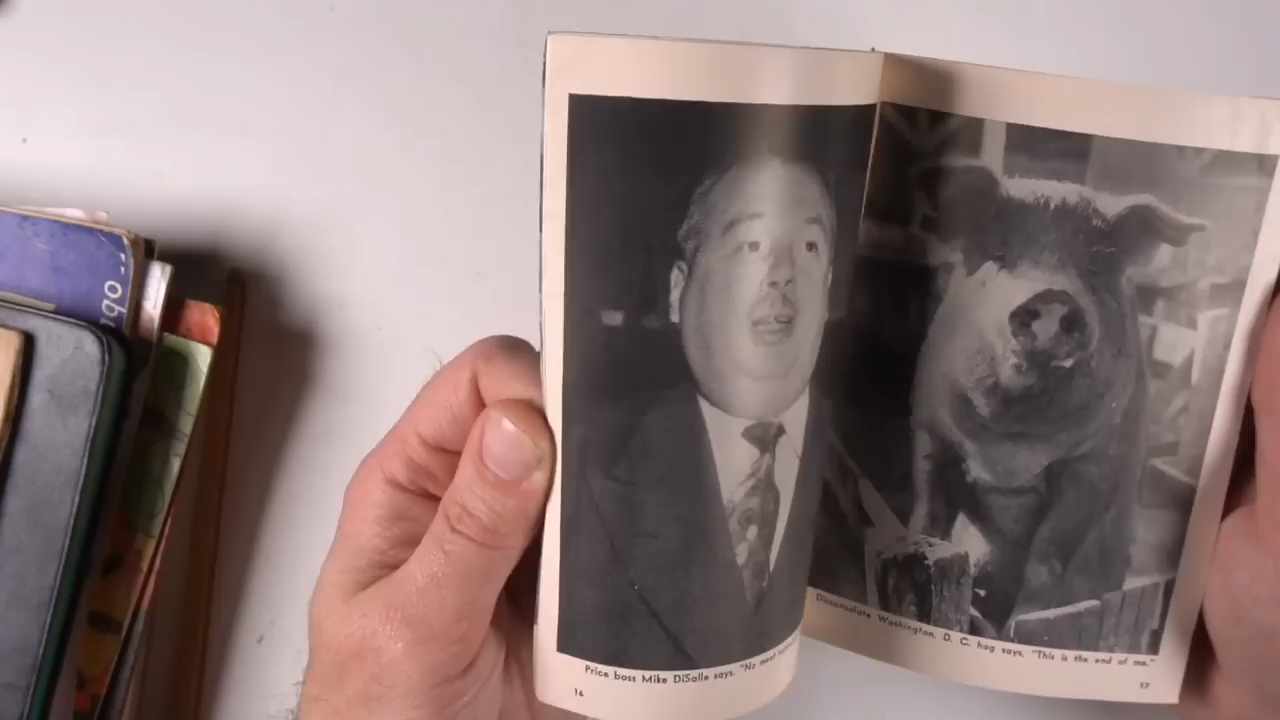 Price boss Mike DiSalle says, "No meat
16
Disconsolate Washington, D. C. hog says, "This is the end of me."
17